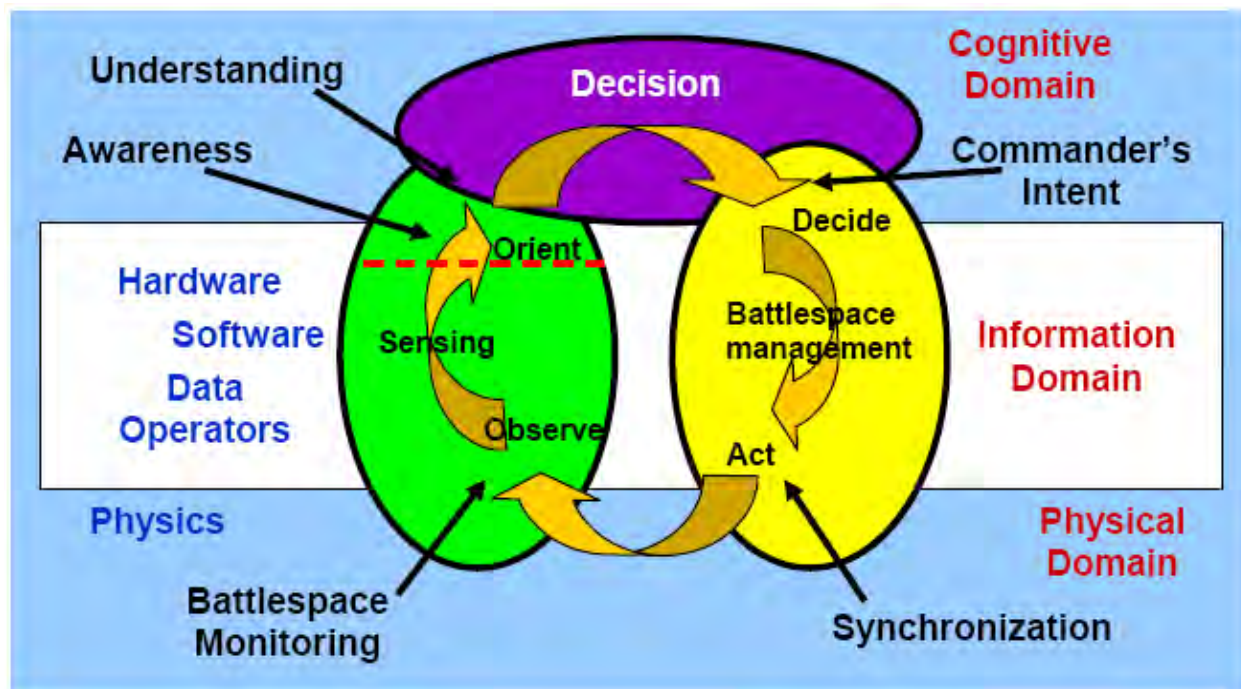 Understanding
Decision
Cognitive
Domain
Awareness
Commander's
Intent
Decide
Orient
Hardware
Software
Sensing
Battlespace
management
Information
Domain
Data
Operators
Observe
Act
Physics
Physical
Domain
Battlespace
Monitoring
Synchronization